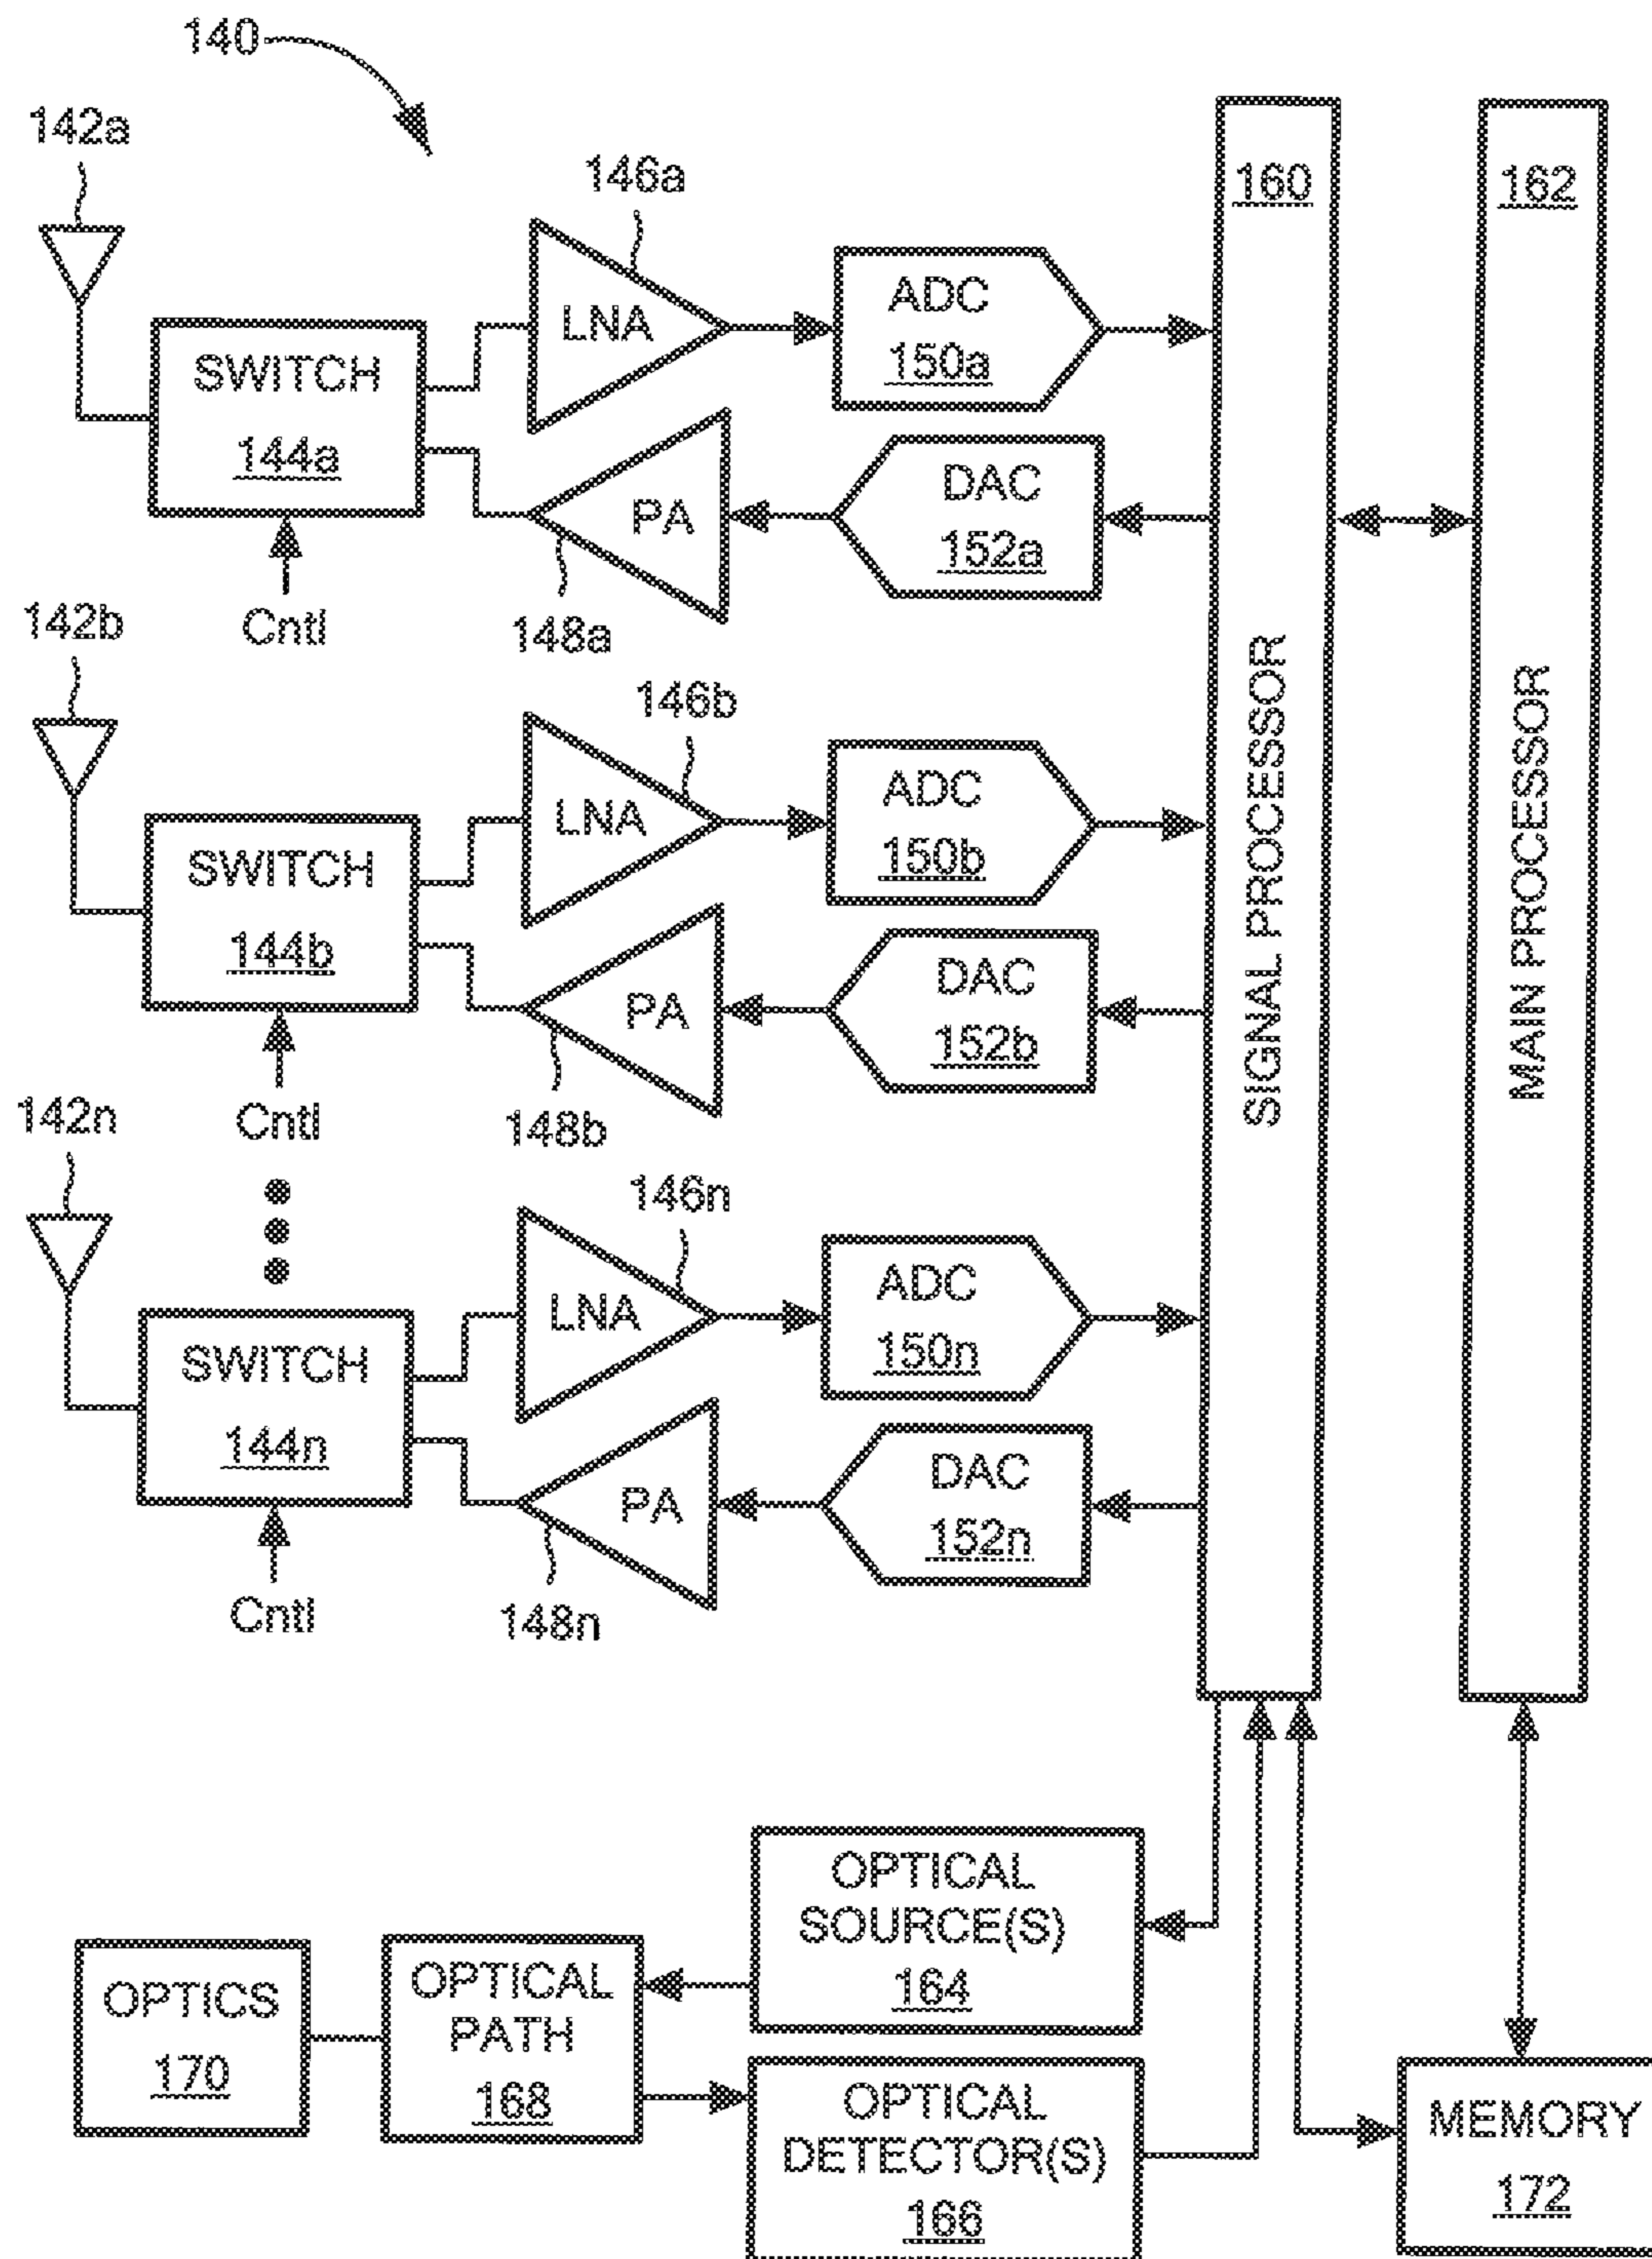 140
142a
146a
160
162
LNA
ADC
150a
SWITCH
144a
PA
DAC
152a
Cntl
148a
142b
146b
LNA
ADC
150b
SWITCH
144b
PA
DAC
152b
Cntl
148b
SIGNAL PROCESSOR
MAIN PROCESSOR
142n
146n
LNA
ADC
150n
SWITCH
144n
PA
DAC
152n
Cntl
148n
OPTICAL
SOURCE(S)
164
OPTICS
170
OPTICAL
PATH
168
OPTICAL
DETECTOR(S)
166
MEMORY
172